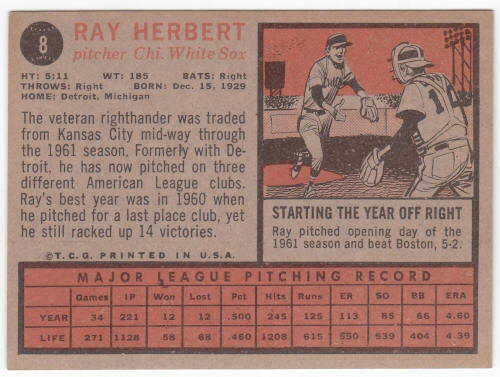 8
RAY HERBERT
pitcher Chi. White Sox
HT: 5:11 WT: 185 BATS: Right
THROWS: Right BORN: Dec. 15, 1929
HOME: Detroit, Michigan
The veteran righthander was traded
from Kansas City mid-way through
the 1961 season. Formerly with De-
troit, he has now pitched on three
different American League clubs.
Ray's best year was in 1960 when
he pitched for a last place club, yet
he still racked up 14 victories.
©T.C.G. PRINTED IN U.S.A.
STARTING THE YEAR OFF RIGHT
Ray pitched opening day of the
1961 season and beat Boston, 5-2.
MAJOR LEAGUE PITCHING RECORD
Games IP Won Lost Pct Hits Runs ER SO BB ERA
YEAR 34 221 12 12 .500 245 125 113 85 66 4.60
LIFE 271 1128 58 68 .460 1208 615 550 539 404 4.39